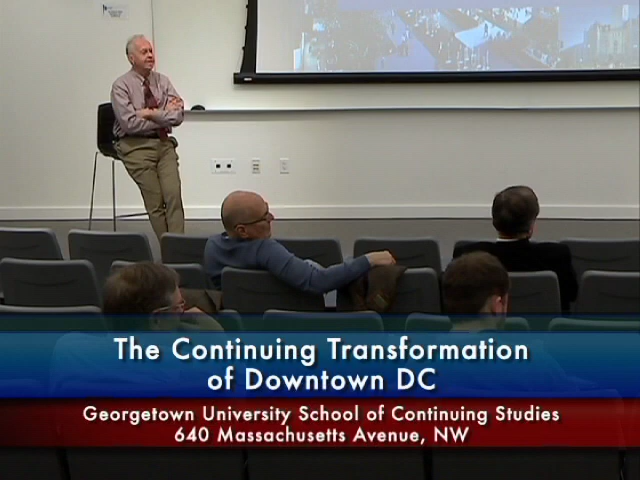 The Continuing Transformation
of Downtown DC
Georgetown University School of Continuing Studies
640 Massachusetts Avenue, NW